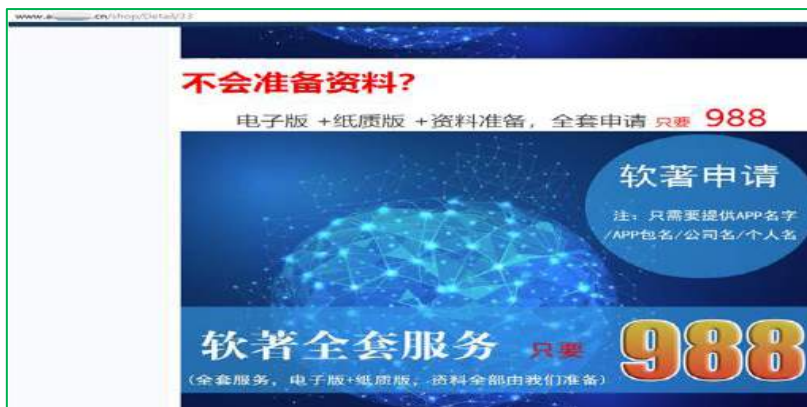 .cn/shop/Detail/33
不会准备资料?
电子版 +纸质版 +资料准备，全套申请 只要 988
软著申请
注：只需要提供APP名字
/APP包名/公司名/个人名
软著全套服务 只要 988
(全套服务，电子版+纸质版，资料全部由我们准备)